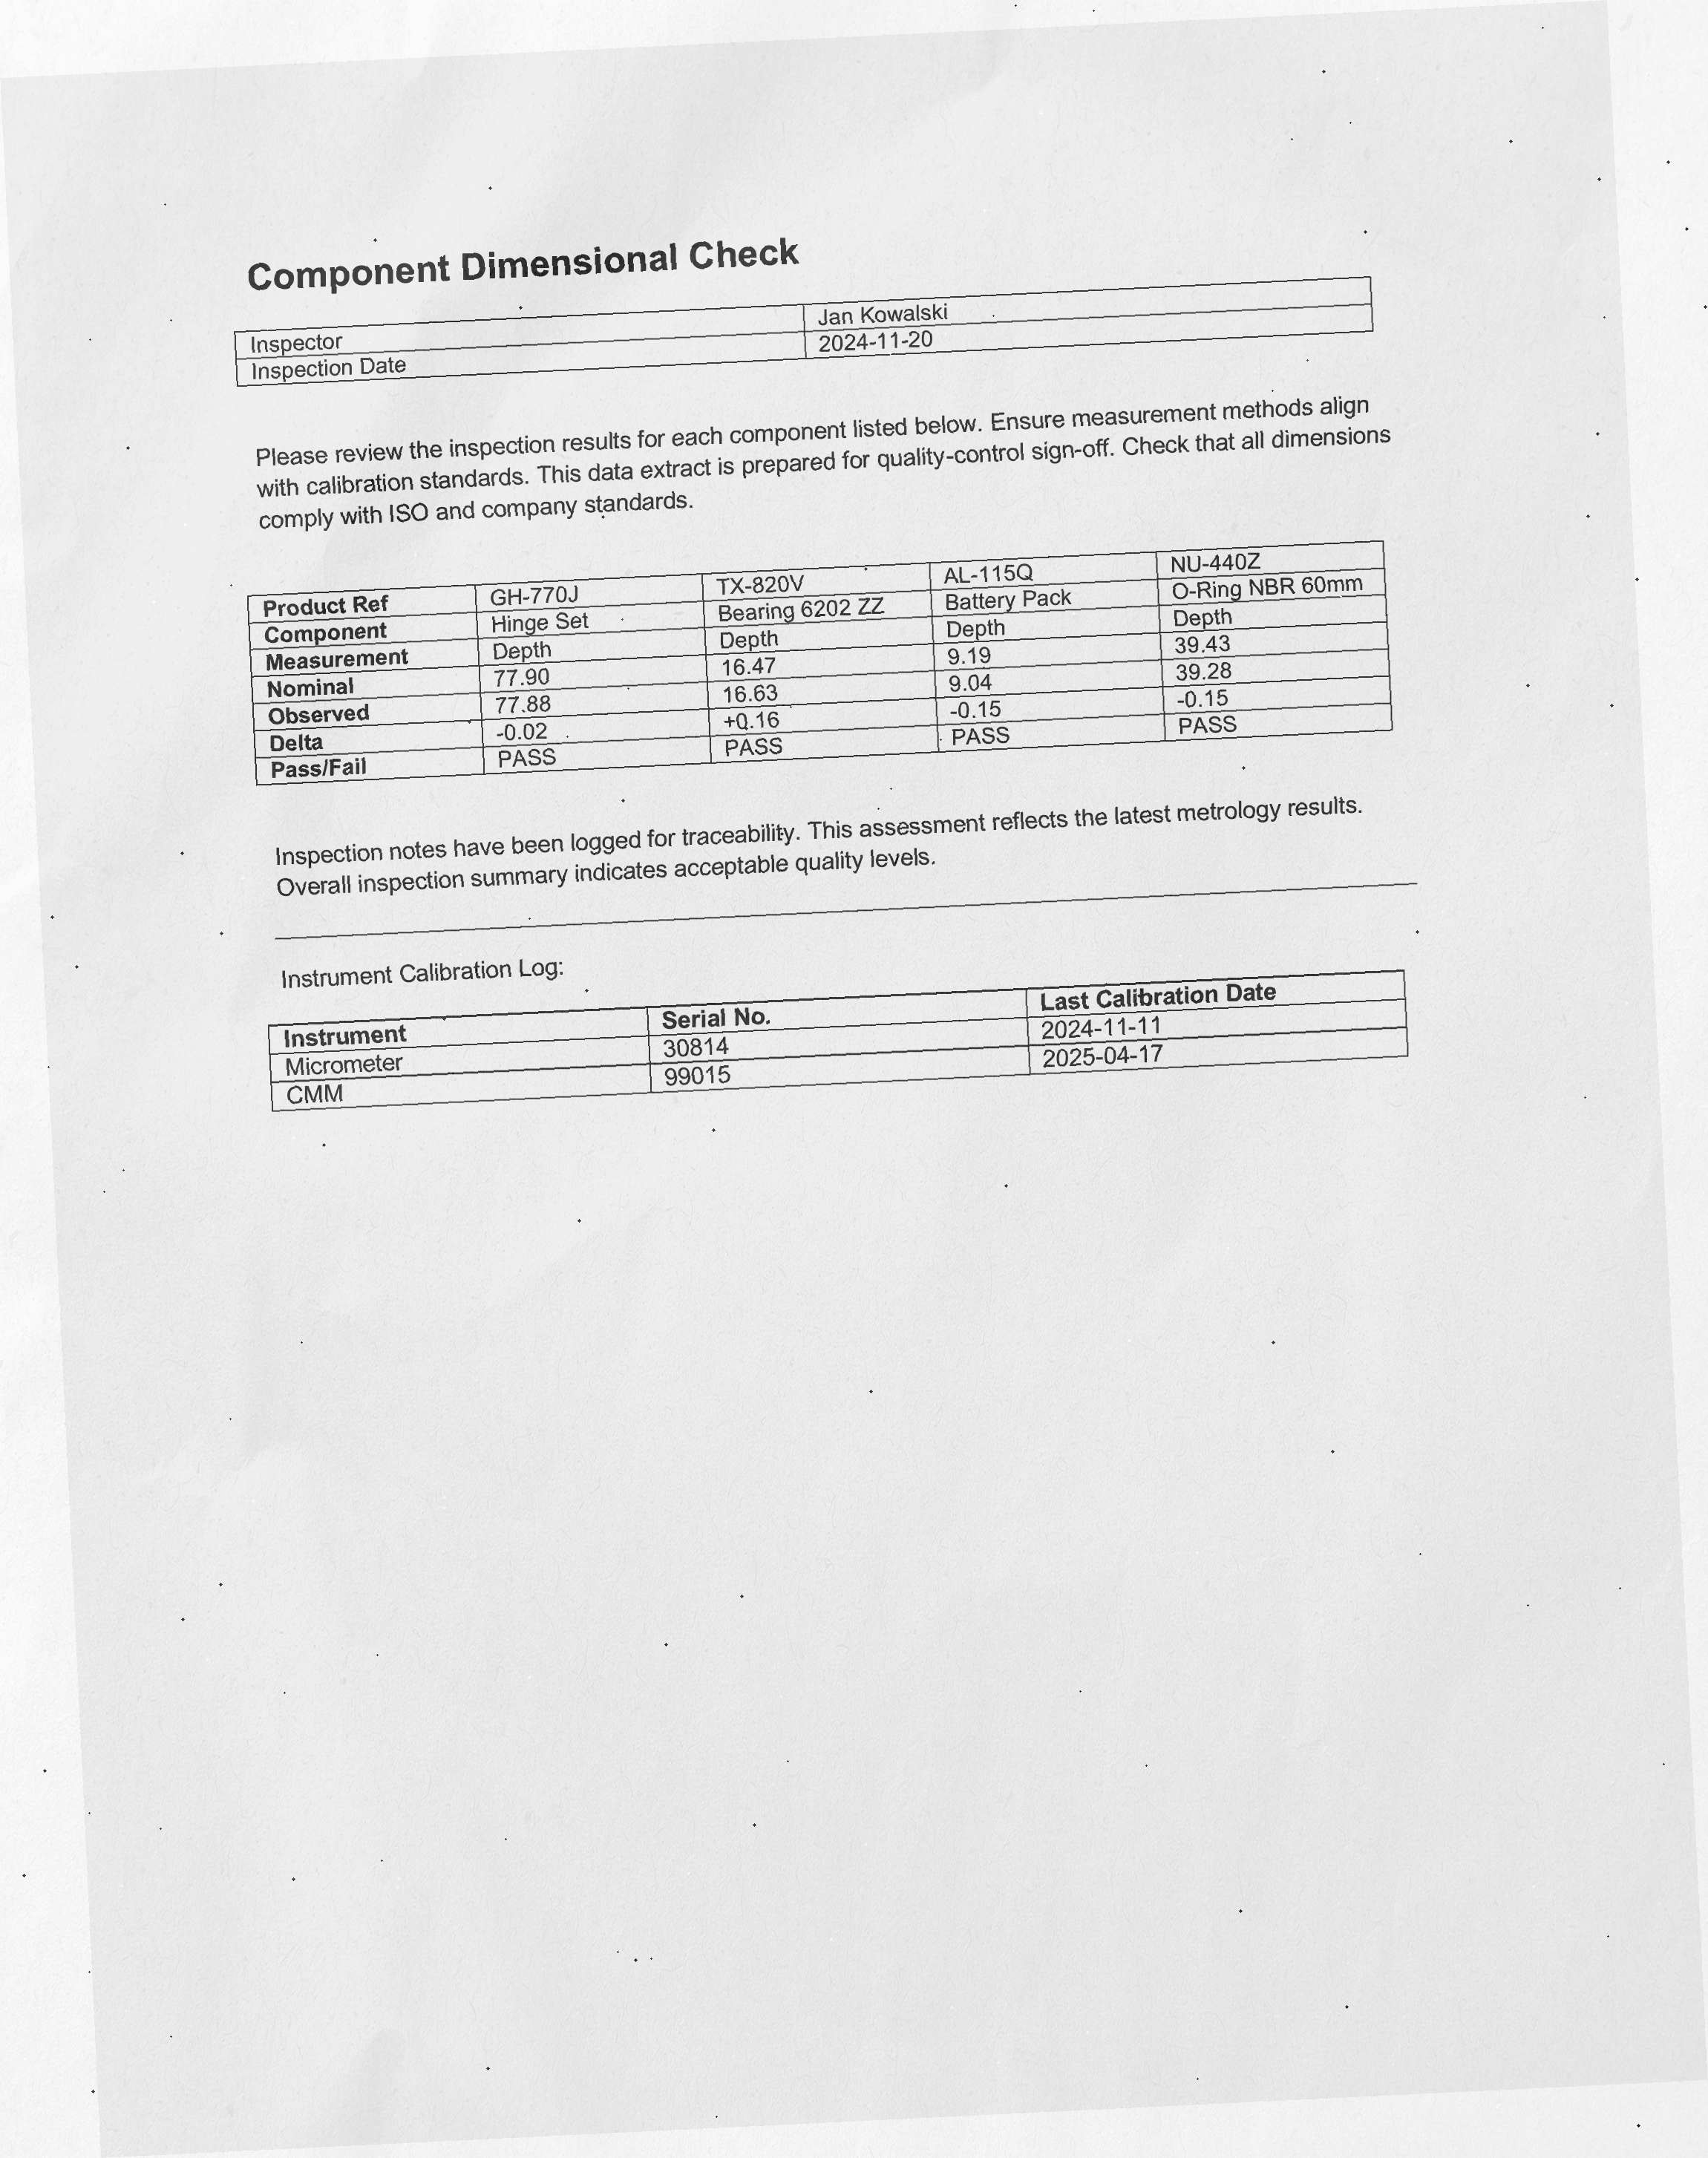 Component Dimensional Check
Inspector Jan Kowalski
Inspection Date 2024-11-20
Please review the inspection results for each component listed below. Ensure measurement methods align
with calibration standards. This data extract is prepared for quality-control sign-off. Check that all dimensions
comply with ISO and company standards.
Product Ref GH-770J TX-820V AL-115Q NU-440Z
Component Hinge Set Bearing 6202 ZZ Battery Pack O-Ring NBR 60mm
Measurement Depth Depth Depth Depth
Nominal 77.90 16.47 9.19 39.43
Observed 77.88 16.63 9.04 39.28
Delta -0.02 +0.16 -0.15 -0.15
Pass/Fail PASS PASS PASS PASS
Inspection notes have been logged for traceability. This assessment reflects the latest metrology results.
Overall inspection summary indicates acceptable quality levels.
Instrument Calibration Log:
Instrument Serial No. Last Calibration Date
Micrometer 30814 2024-11-11
CMM 99015 2025-04-17